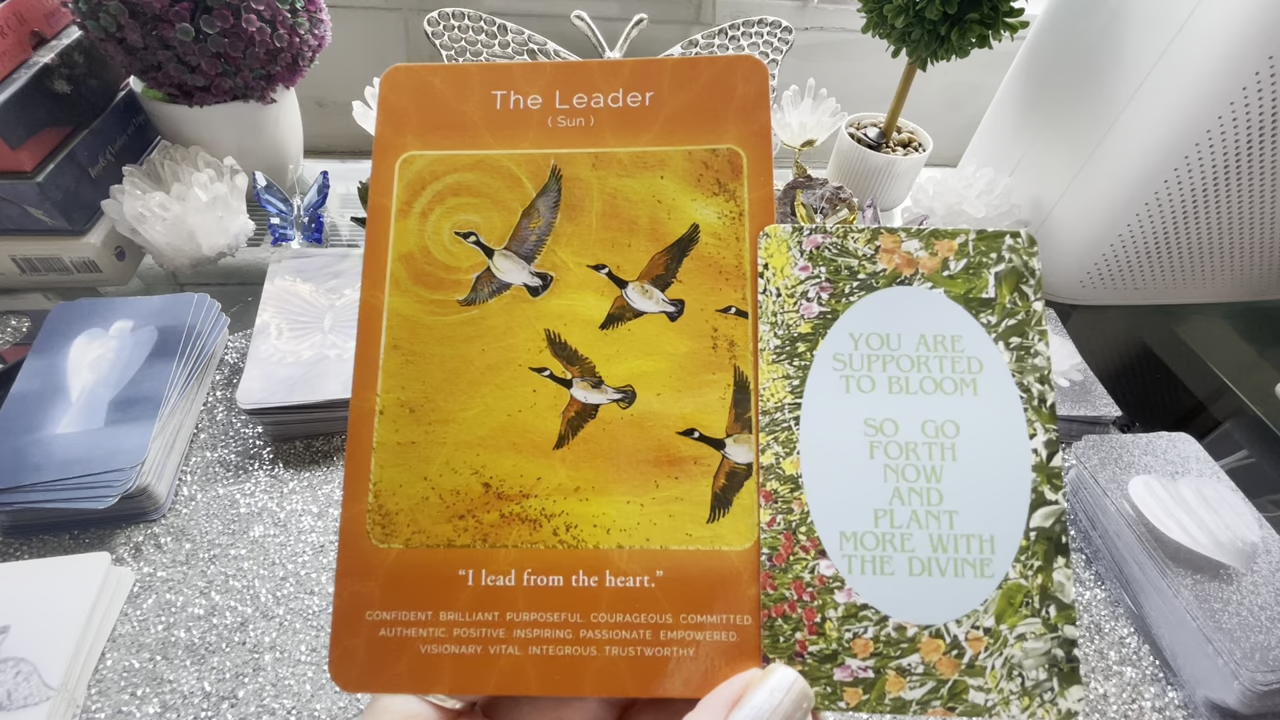 The Leader
( Sun )
"I lead from the heart."
CONFIDENT. BRILLIANT. PURPOSEFUL. COURAGEOUS. COMMITTED
AUTHENTIC. POSITIVE. INSPIRING. PASSIONATE. EMPOWERED.
VISIONARY. VITAL. INTEGROUS. TRUSTWORTHY
YOU ARE
SUPPORTED
TO BLOOM
SO GO
FORTH
NOW
AND
PLANT
MORE WITH
THE DIVINE